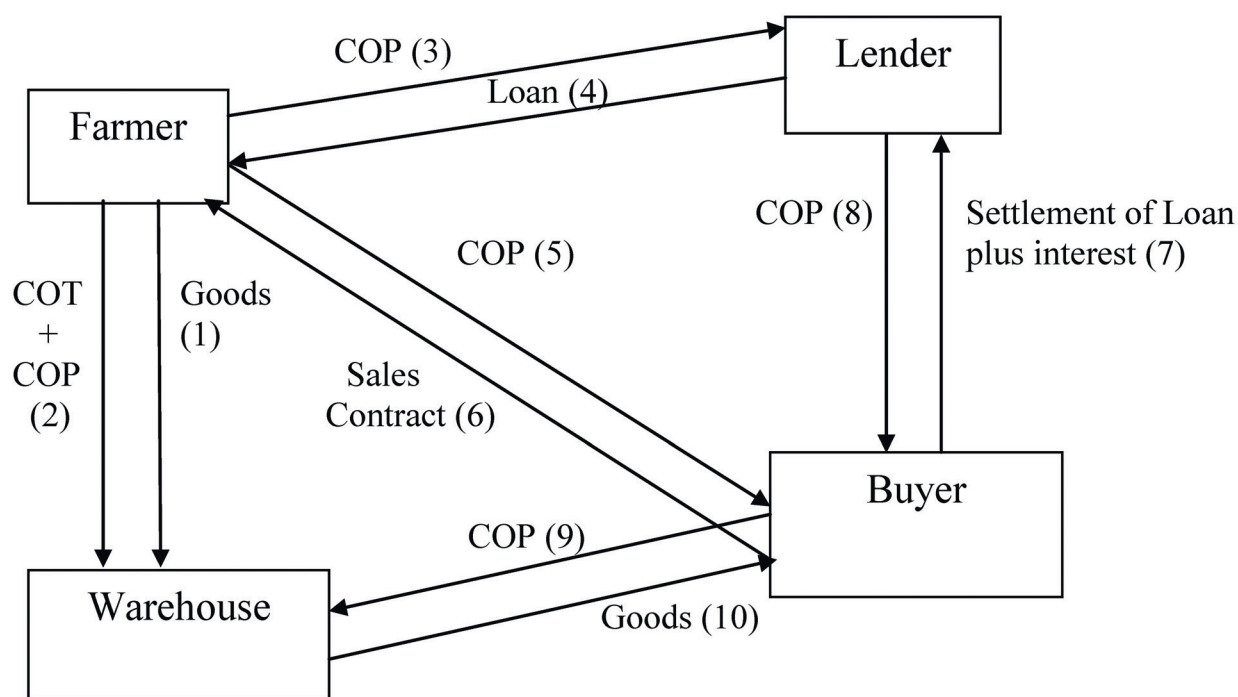 COP (3)
Lender
Loan (4)
Farmer
COP (8)
Settlement of Loan
plus interest (7)
COP (5)
COT
+
COP
(2)
Goods
(1)
Sales
Contract (6)
Buyer
COP (9)
Warehouse
Goods (10)